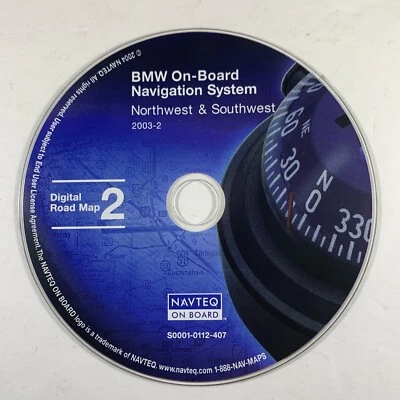 BMW On-Board
Navigation System
Northwest & Southwest
2003-2
Digital
Road Map 2
NAVTEQ
ON BOARD
S0001-0112-407
© 2004 NAVTEQ. All rights reserved. User subject to End User License Agreement. The NAVTEQ ON BOARD logo is a trademark of NAVTEQ. www.navteq.com 1-888-NAV-MAPS
60
30
NE
N
330